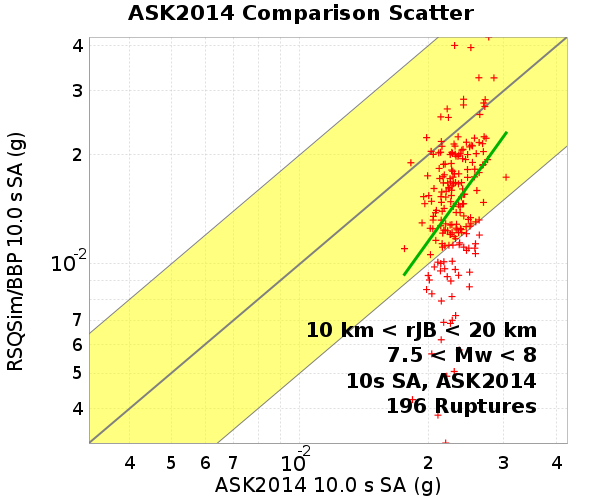 ASK2014 Comparison Scatter
RSQSim/BBP 10.0 s SA (g)
4
3
2
10-2
7
6
5
4
10 km < rJB < 20 km
7.5 < Mw < 8
10s SA, ASK2014
196 Ruptures
4 5 6 7 10-2 2 3 4
ASK2014 10.0 s SA (g)